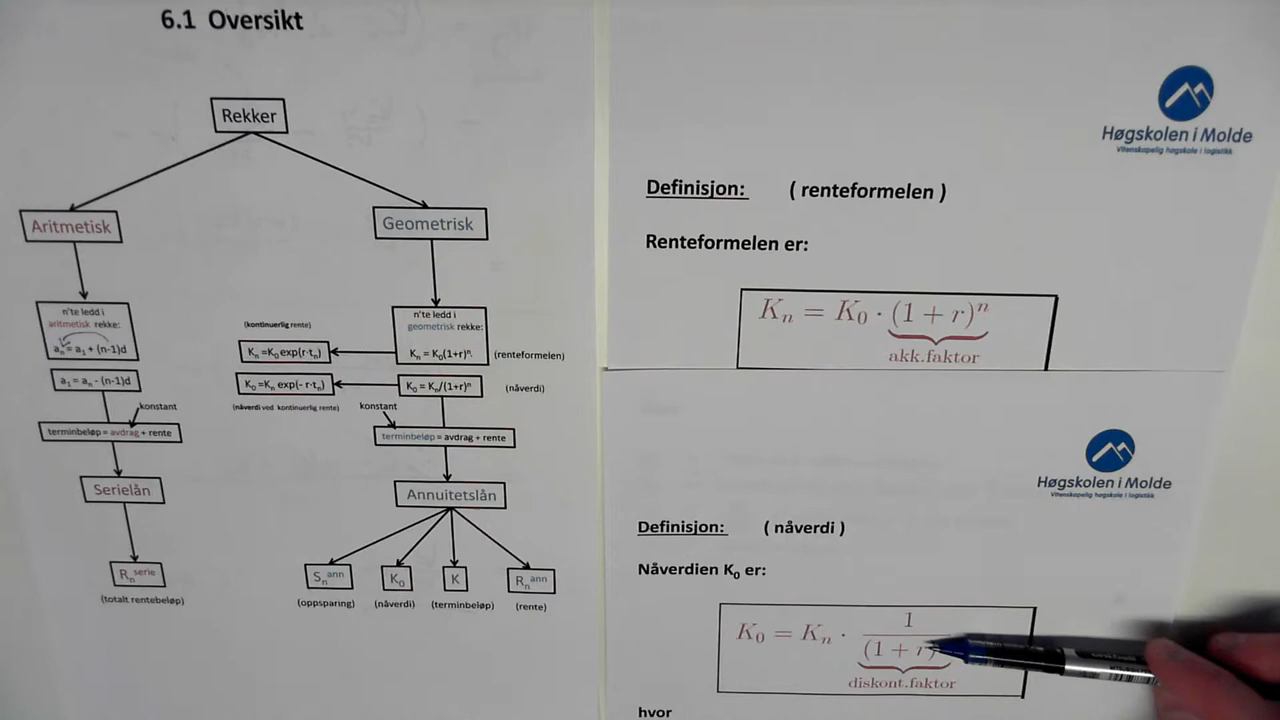 6.1 Oversikt
Rekker
Aritmetisk
Geometrisk
n'te ledd i
aritmetisk rekke:
aₙ = a₁ + (n-1)d
a₁ = aₙ - (n-1)d
konstant
terminbeløp = avdrag + rente
Serielån
Rₙˢᵉʳⁱᵉ
(totalt rentebeløp)
n'te ledd i
geometrisk rekke:
Kₙ = K₀(1+r)ⁿ
(renteformelen)
(kontinuerlig rente)
Kₙ =K₀ exp(r·tₙ)
K₀ = Kₙ/(1+r)ⁿ
(nåverdi)
K₀ =Kₙ exp(- r·tₙ)
(nåverdi ved kontinuerlig rente)
konstant
terminbeløp = avdrag + rente
Annuitetslån
Sₙᵃⁿⁿ
K₀
K
Rₙᵃⁿⁿ
(oppsparing)
(nåverdi)
(terminbeløp)
(rente)
Høgskolen i Molde
Vitenskapelig høgskole i logistikk
Definisjon: ( renteformelen )
Renteformelen er:
Kₙ = K₀ · (1 + r)ⁿ
akk.faktor
Høgskolen i Molde
Vitenskapelig høgskole i logistikk
Definisjon: ( nåverdi )
Nåverdien K₀ er:
1
K₀ = Kₙ ·
(1 + r)
diskont.faktor
hvor